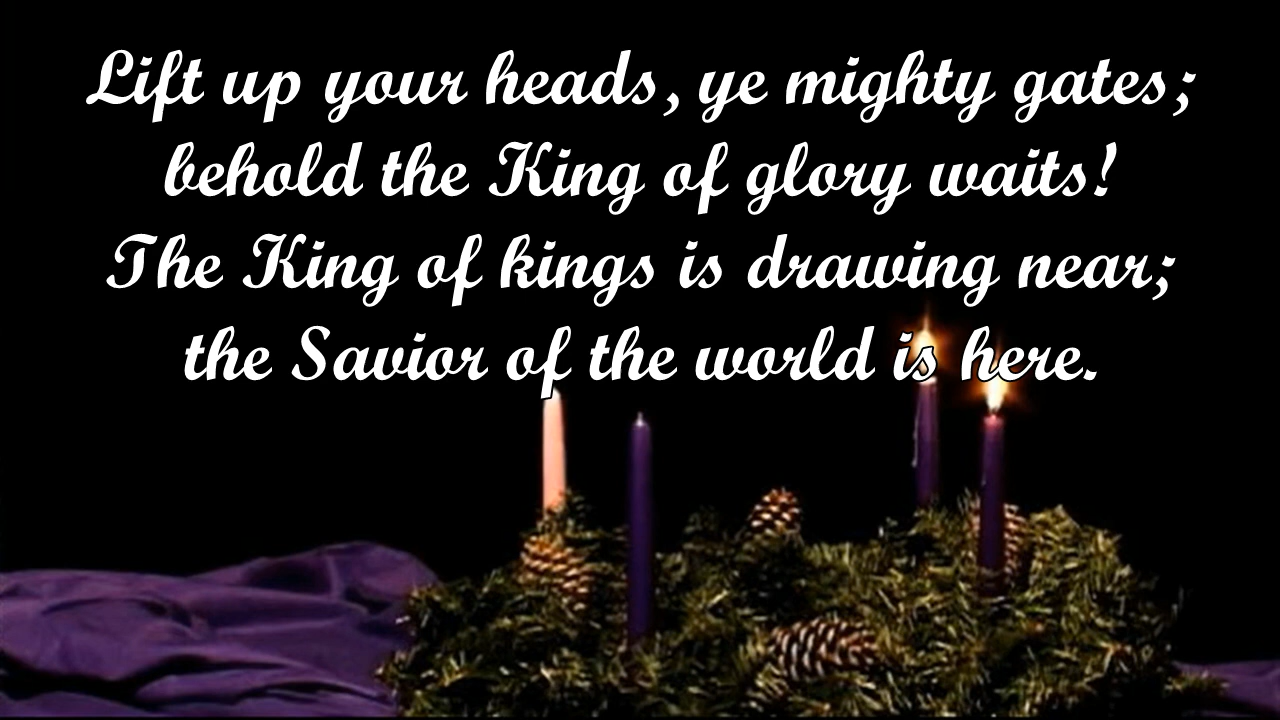 Lift up your heads, ye mighty gates;
behold the King of glory waits!
The King of kings is drawing near;
the Savior of the world is here.